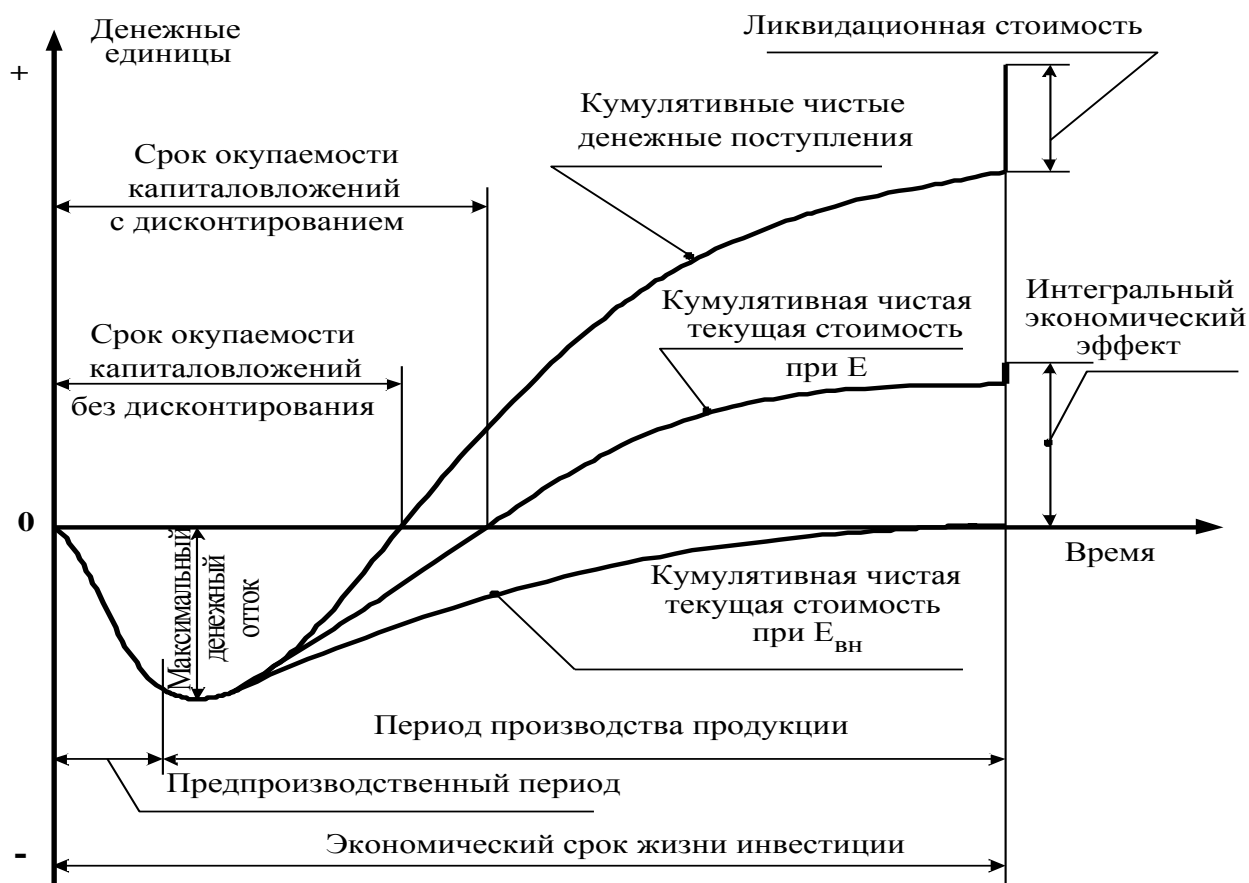 Денежные
единицы
+
Ликвидационная стоимость
Кумулятивные чистые
денежные поступления
Срок окупаемости
капиталовложений
с дисконтированием
Интегральный
экономический
эффект
Кумулятивная чистая
текущая стоимость
при Е
Срок окупаемости
капиталовложений
без дисконтирования
0
Время
Максимальный
денежный
отток
Кумулятивная чистая
текущая стоимость
при Евн
Период производства продукции
Предпроизводственный период
Экономический срок жизни инвестиции
-